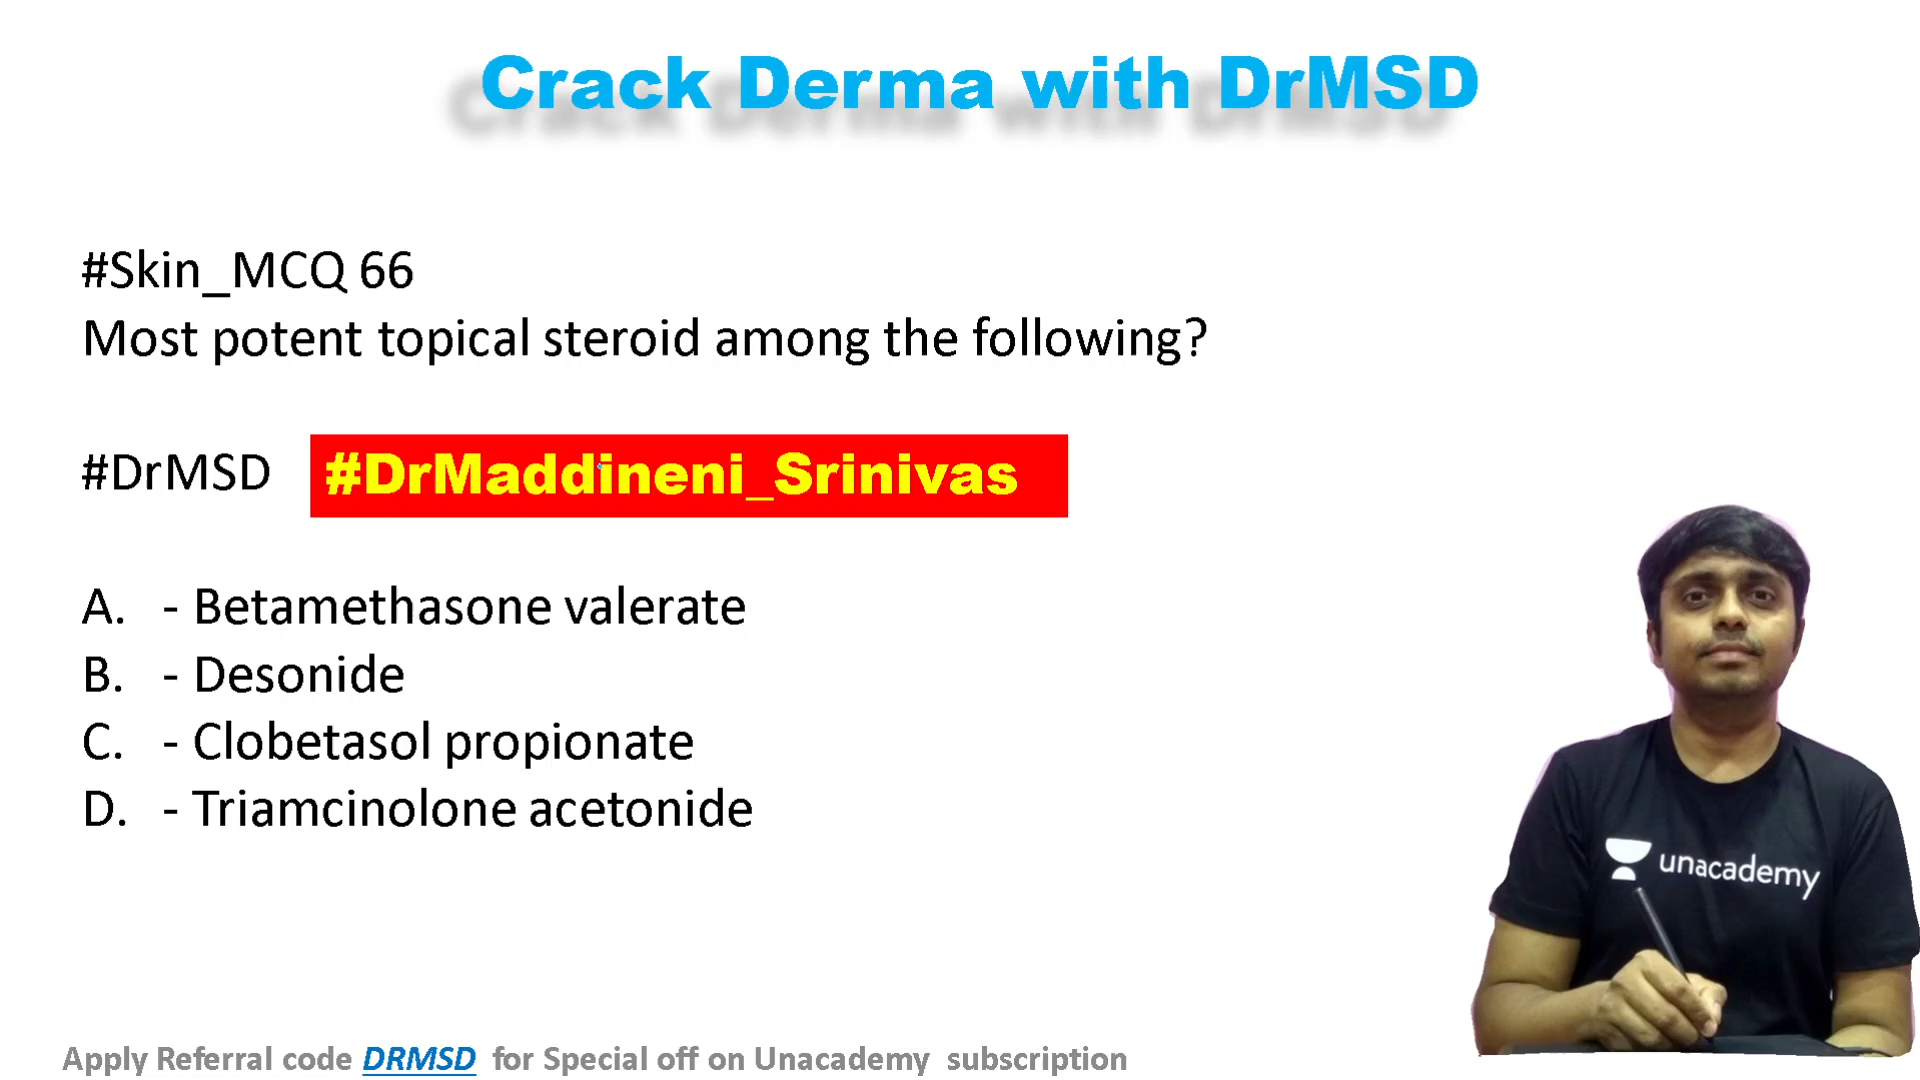 Crack Derma with DrMSD
#Skin_MCQ 66
Most potent topical steroid among the following?
#DrMSD #DrMaddineni_Srinivas
A. - Betamethasone valerate
B. - Desonide
C. - Clobetasol propionate
D. - Triamcinolone acetonide
unacademy
Apply Referral code DRMSD for Special off on Unacademy subscription